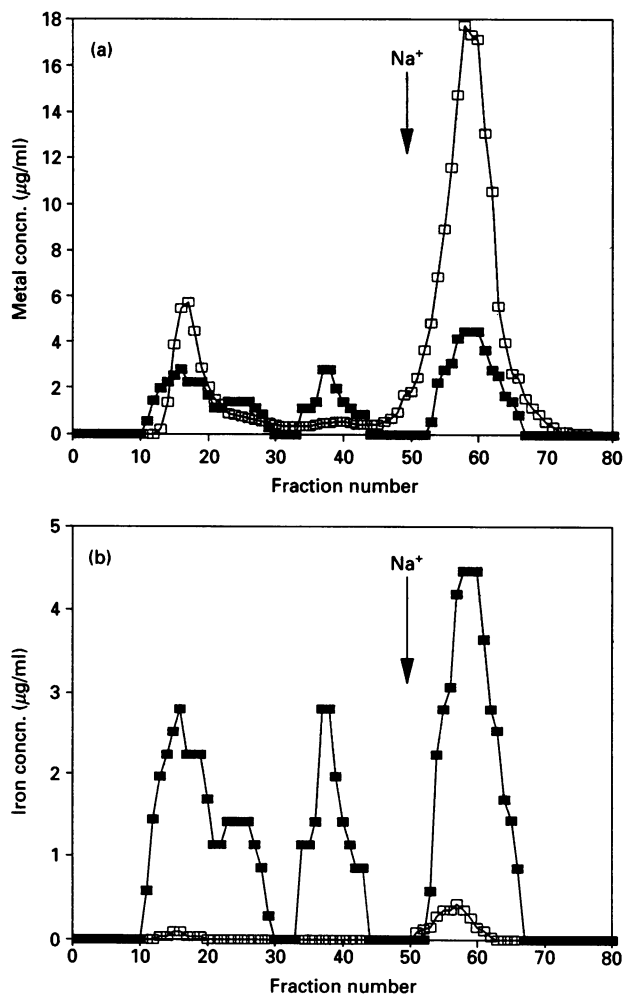 (a)
Na⁺
Metal concn. (μg/ml)
18
16
14
12
10
8
6
4
2
0
0 10 20 30 40 50 60 70 80
Fraction number
(b)
Na⁺
Iron concn. (μg/ml)
5
4
3
2
1
0
0 10 20 30 40 50 60 70 80
Fraction number